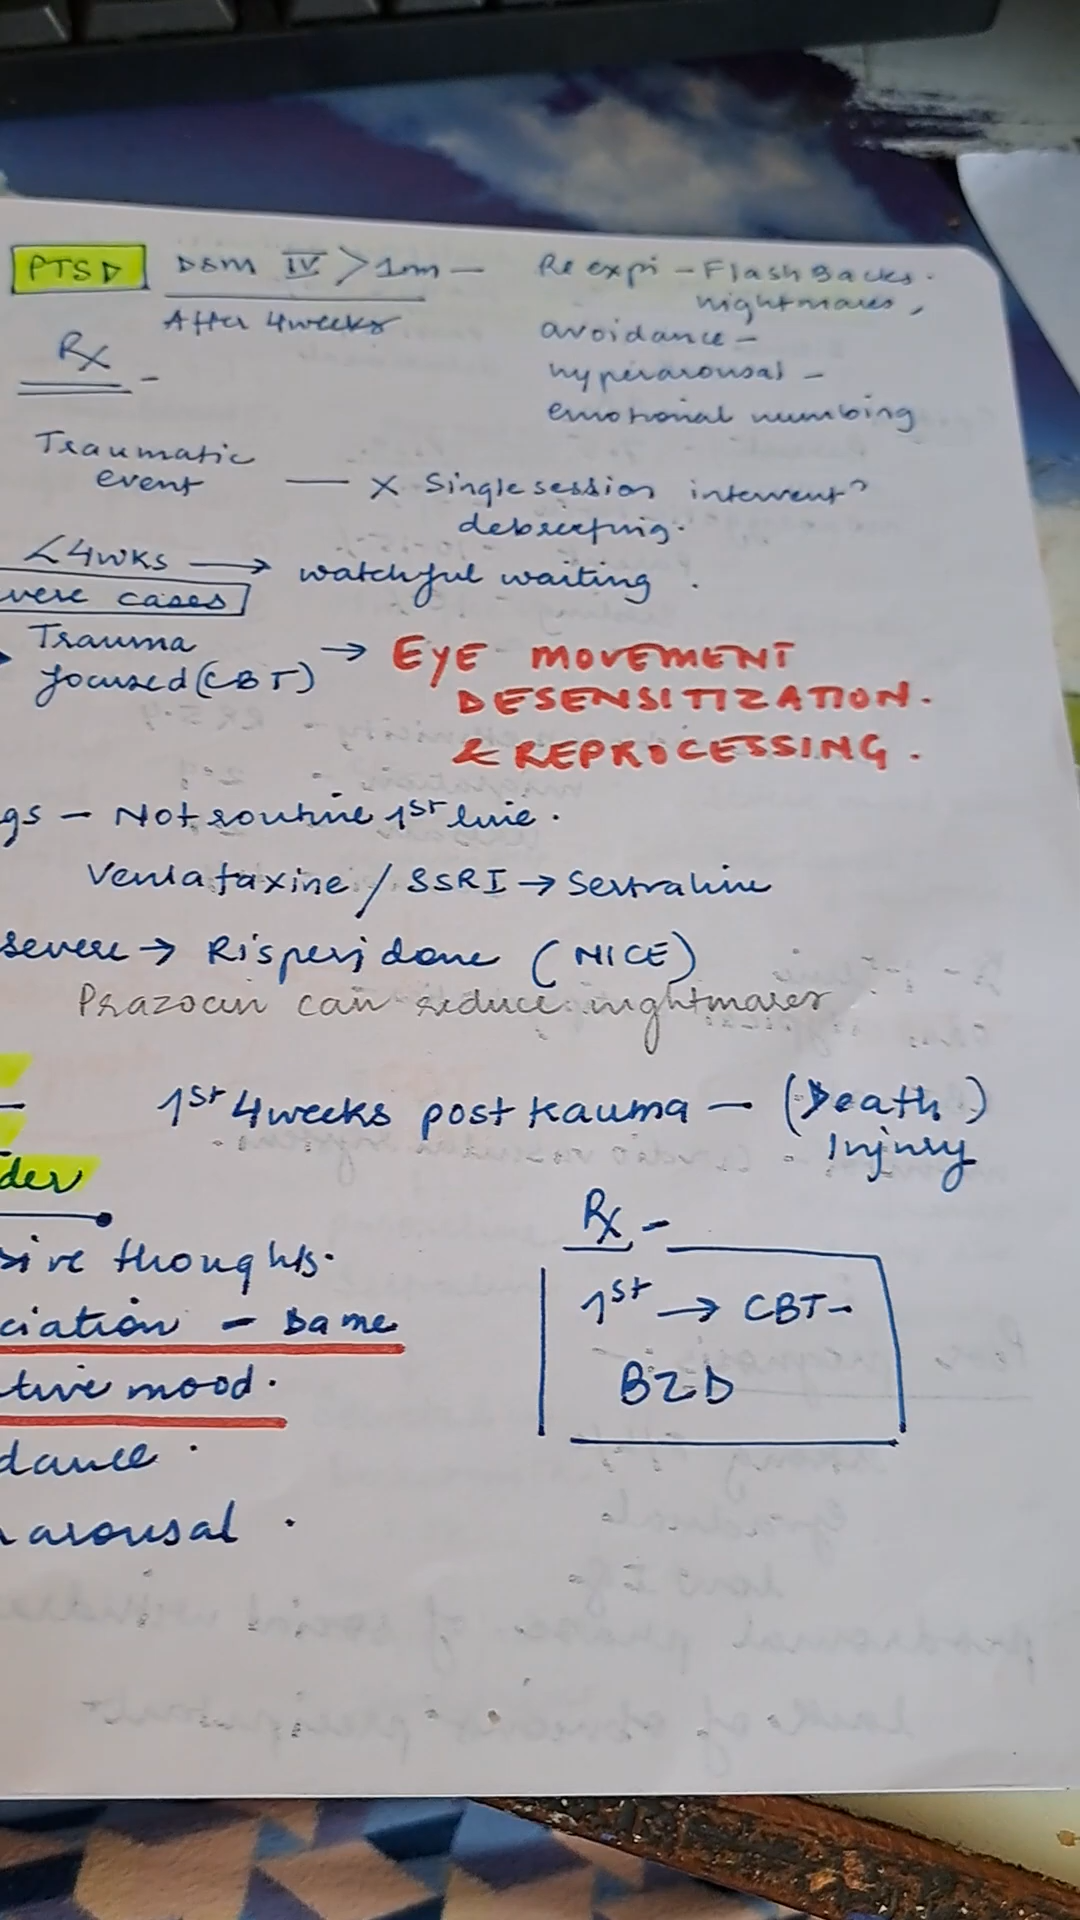 PTSD DSM IV >1m — Re expi - Flash Backs.
nightmares,
After 4weeks
avoidance -
Rx -
hyperarousal -
emotional numbing
Traumatic
event — X Single session intervent?
debriefing.
<4wks → watchful waiting.
vere cases
Trauma
focused (CBT) → EYE MOVEMENT
DESENSITIZATION.
& REPROCESSING.
gs - Not routine 1st line.
Venlafaxine / SSRI → Sertraline
severe → Risperidone (NICE)
Prazocin can reduce nightmares
1st 4weeks post trauma - (Death)
Injury
der
Rx -
sive thoughts.
1st → CBT-
ciation - Dame
BZD
tive mood.
dance.
arousal.